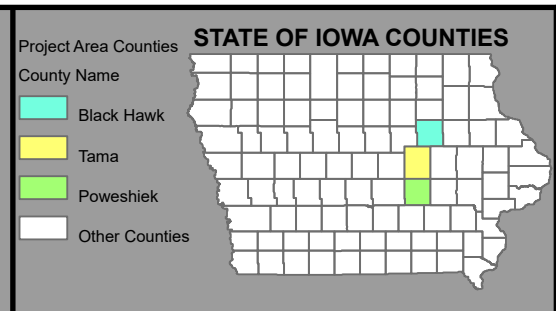 STATE OF IOWA COUNTIES
Project Area Counties
County Name
Black Hawk
Tama
Poweshiek
Other Counties